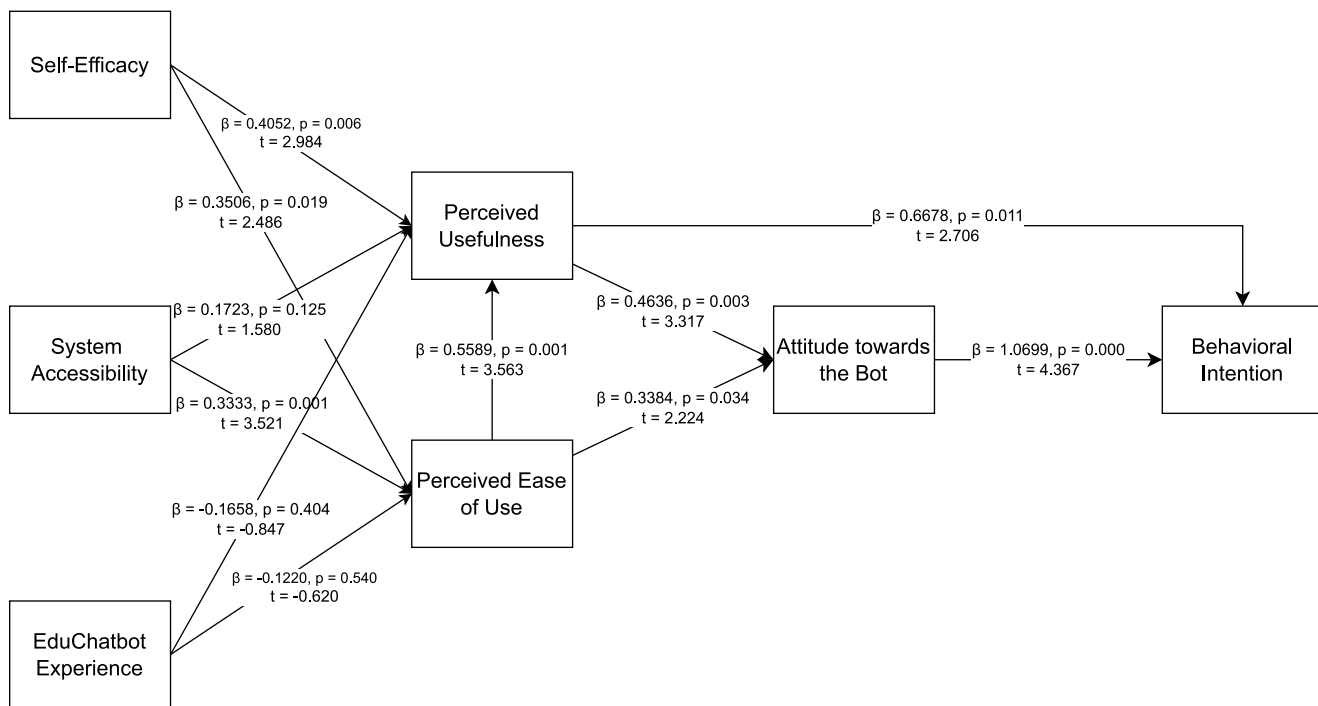 Self-Efficacy
β = 0.4052, p = 0.006
t = 2.984
β = 0.3506, p = 0.019
t = 2.486
Perceived
Usefulness
β = 0.6678, p = 0.011
t = 2.706
System
Accessibility
β = 0.1723, p = 0.125
t = 1.580
β = 0.4636, p = 0.003
t = 3.317
β = 0.5589, p = 0.001
t = 3.563
Attitude towards
the Bot
β = 1.0699, p = 0.000
t = 4.367
Behavioral
Intention
β = 0.3333, p = 0.001
t = 3.521
β = 0.3384, p = 0.034
t = 2.224
Perceived Ease
of Use
β = -0.1658, p = 0.404
t = -0.847
β = -0.1220, p = 0.540
t = -0.620
EduChatbot
Experience